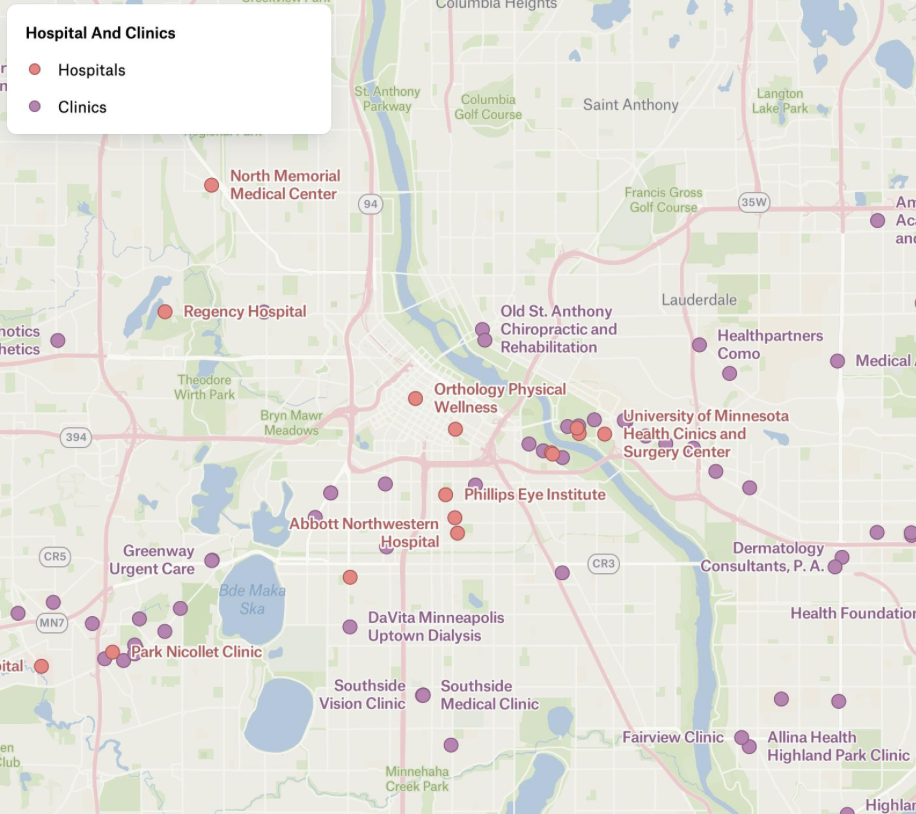 Columbia Heights
Hospital And Clinics
Hospitals
Clinics
St. Anthony
Parkway
Columbia
Golf Course
Saint Anthony
Langton
Lake Park
North Memorial
Medical Center
94
Francis Gross
Golf Course
35W
Regency Hospital
Lauderdale
Old St. Anthony
Chiropractic and
Rehabilitation
Healthpartners
Como
Medical
Theodore
Wirth Park
Orthology Physical
Wellness
Bryn Mawr
Meadows
394
University of Minnesota
Health Cinics and
Surgery Center
Phillips Eye Institute
Abbott Northwestern
Hospital
CR5
Greenway
Urgent Care
CR3
Dermatology
Consultants, P. A.
Bde Maka
Ska
Health Foundation
MN7
DaVita Minneapolis
Uptown Dialysis
Park Nicollet Clinic
Southside
Vision Clinic
Southside
Medical Clinic
Fairview Clinic
Allina Health
Highland Park Clinic
Minnehaha
Creek Park